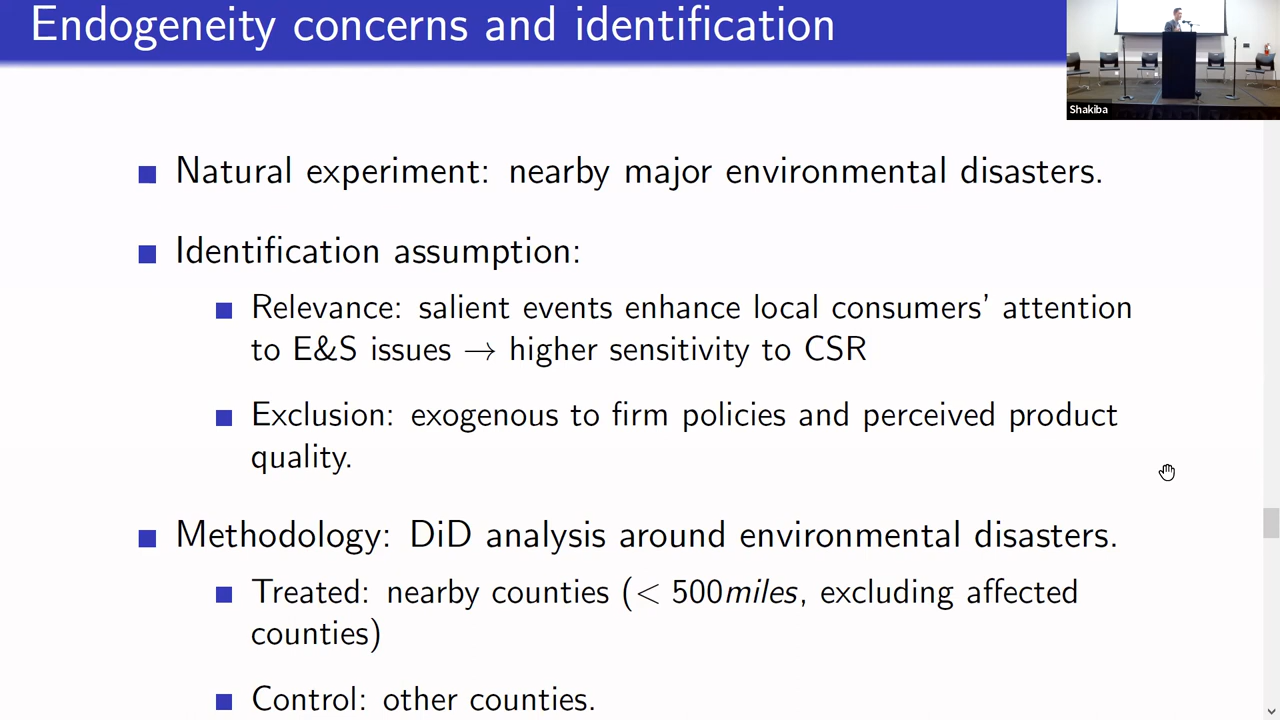 Endogeneity concerns and identification
Shakiba
Natural experiment: nearby major environmental disasters.
Identification assumption:
Relevance: salient events enhance local consumers' attention
to E&S issues → higher sensitivity to CSR
Exclusion: exogenous to firm policies and perceived product
quality.
Methodology: DiD analysis around environmental disasters.
Treated: nearby counties (< 500miles, excluding affected
counties)
Control: other counties.